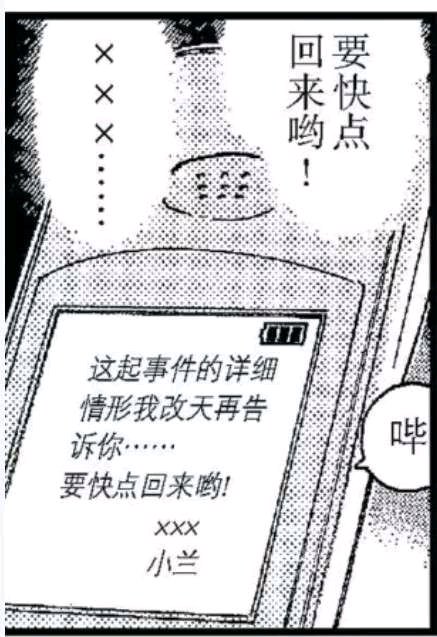 要快点
回来哟！
×××……
这起事件的详细
情形我改天再告
诉你……
要快点回来哟!
xxx
小兰
哔